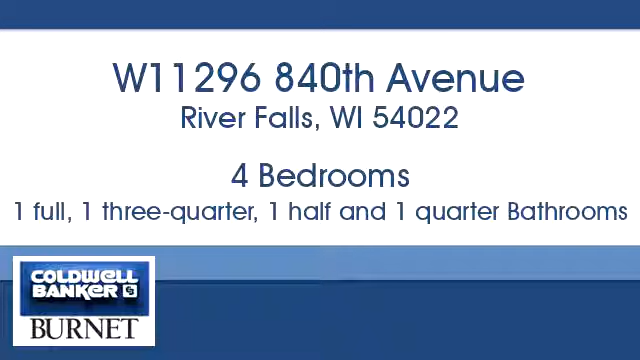 W11296 840th Avenue
River Falls, WI 54022
4 Bedrooms
1 full, 1 three-quarter, 1 half and 1 quarter Bathrooms
COLDWELL
BANKER
BURNET